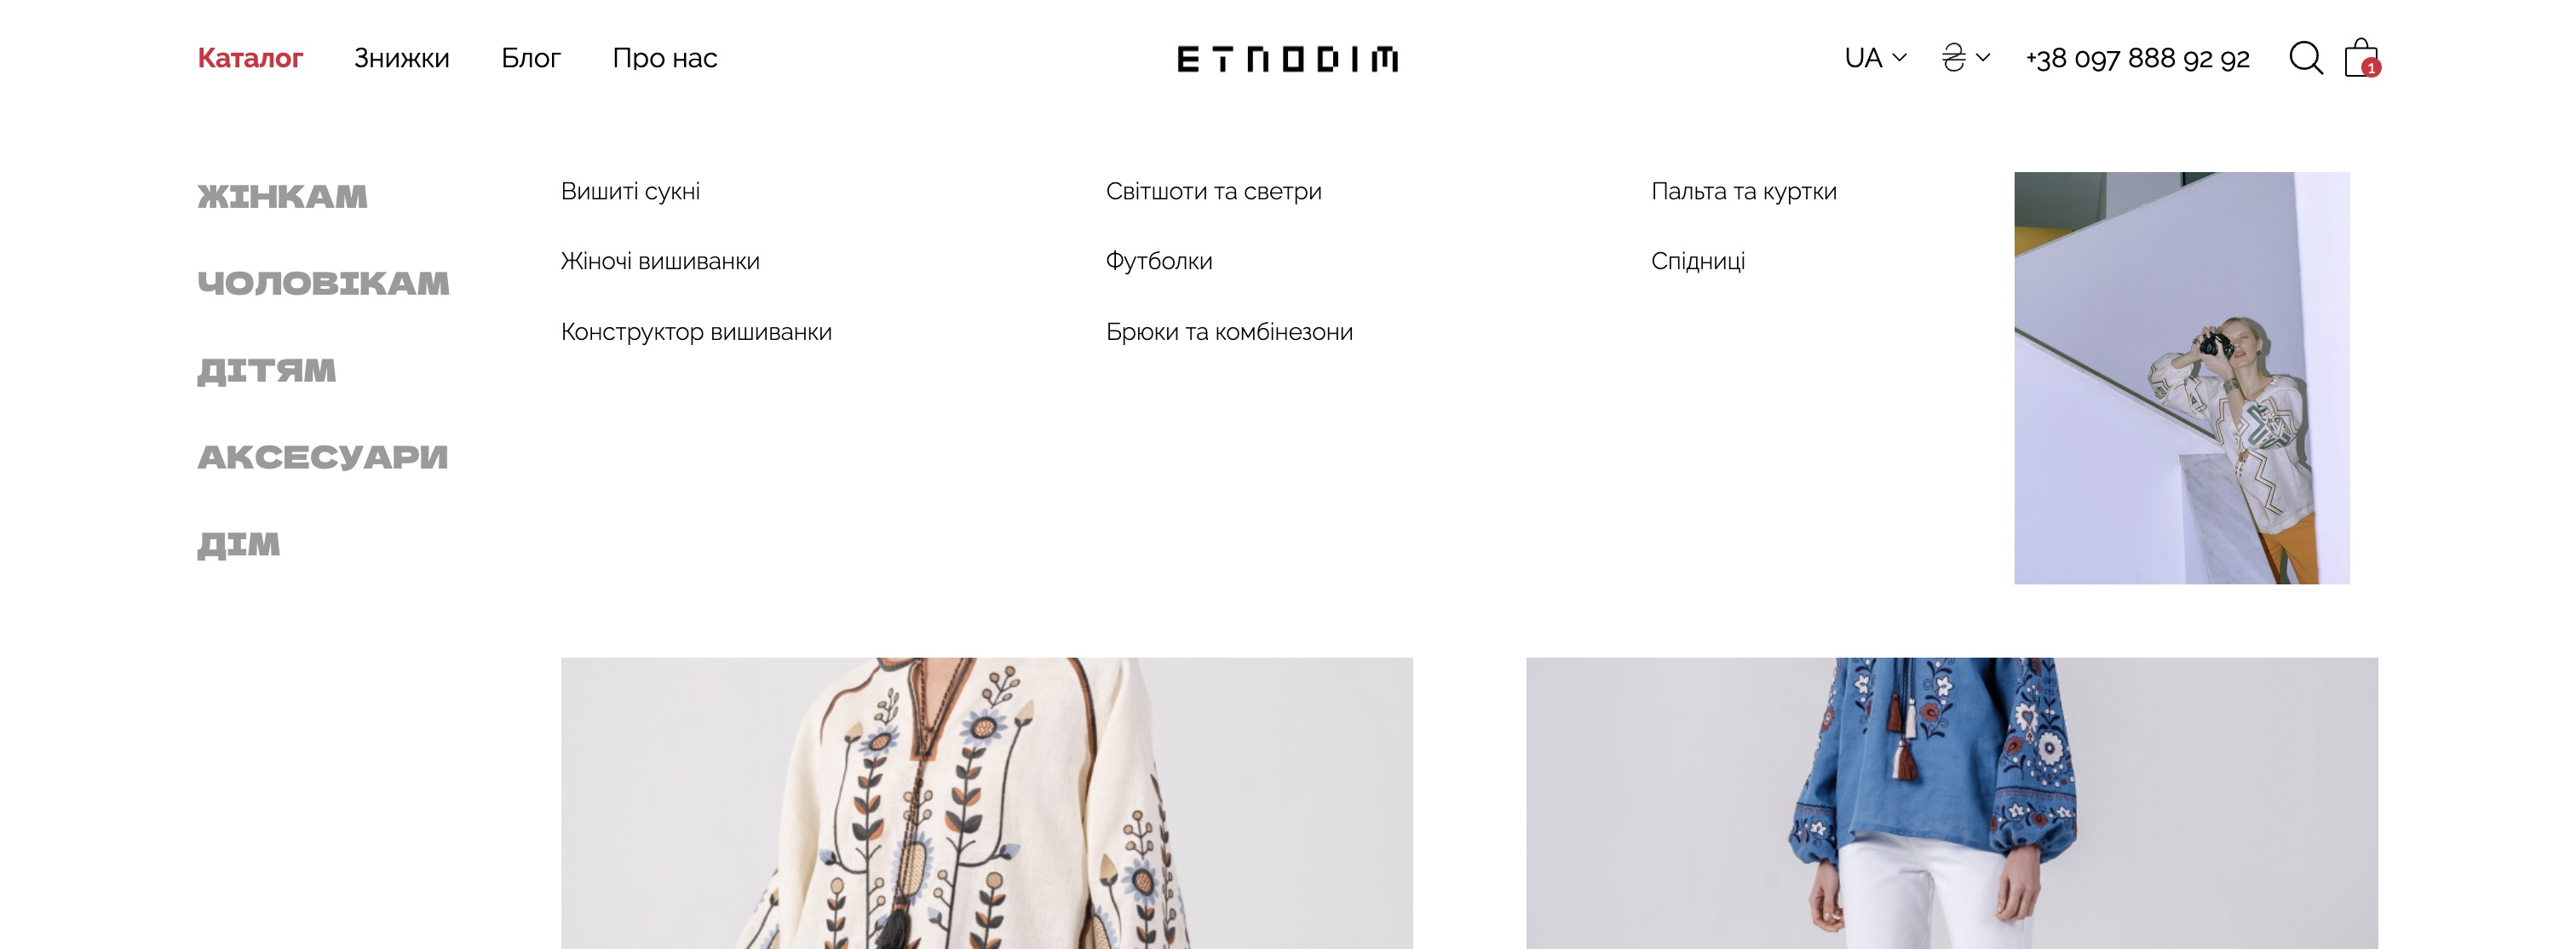 Каталог Знижки Блог Про нас ETNODIM UA ₴ +38 097 888 92 92 1
ЖІНКАМ
ЧОЛОВІКАМ
ДІТЯМ
АКСЕСУАРИ
ДІМ
Вишиті сукні
Жіночі вишиванки
Конструктор вишиванки
Світшоти та светри
Футболки
Брюки та комбінезони
Пальта та куртки
Спідниці